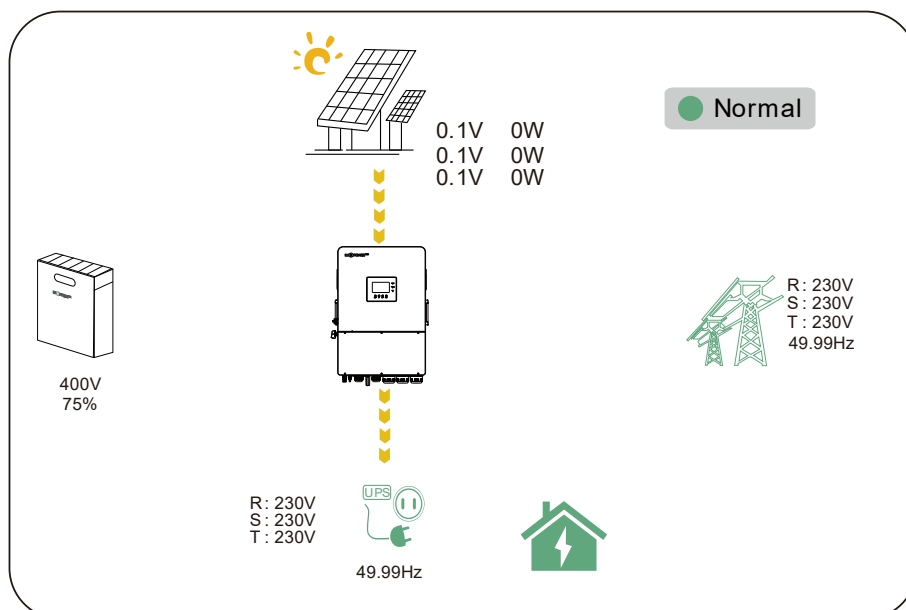 Normal
0.1V 0W
0.1V 0W
0.1V 0W
R: 230V
S: 230V
T: 230V
49.99Hz
400V
75%
UPS
R: 230V
S: 230V
T: 230V
49.99Hz